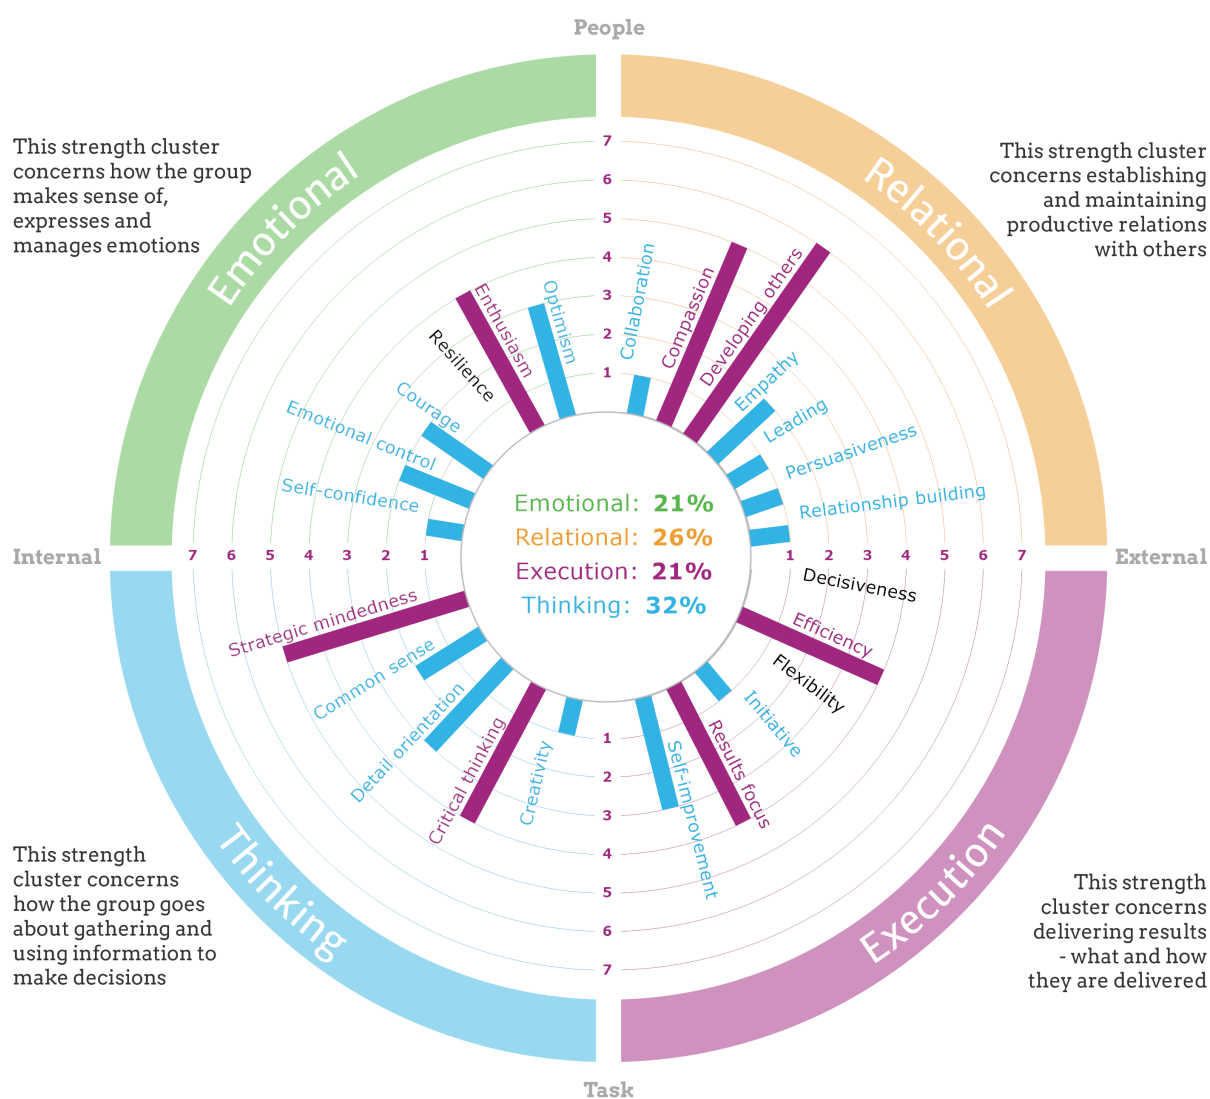 People
This strength cluster
concerns how the group
makes sense of,
expresses and
manages emotions
Emotional
Relational
This strength cluster
concerns establishing
and maintaining
productive relations
with others
7
6
5
4
3
2
1
Self-confidence
Emotional control
Courage
Resilience
Enthusiasm
Optimism
Collaboration
Compassion
Developing others
Empathy
Leading
Persuasiveness
Relationship building
Emotional: 21%
Relational: 26%
Execution: 21%
Thinking: 32%
Internal
7 6 5 4 3 2 1
1 2 3 4 5 6 7
External
Decisiveness
Efficiency
Flexibility
Initiative
Results focus
Self-improvement
Creativity
Critical thinking
Detail orientation
Common sense
Strategic mindedness
1
2
3
4
5
6
7
This strength
cluster concerns
how the group goes
about gathering and
using information to
make decisions
Thinking
Execution
This strength
cluster concerns
delivering results
- what and how
they are delivered
Task